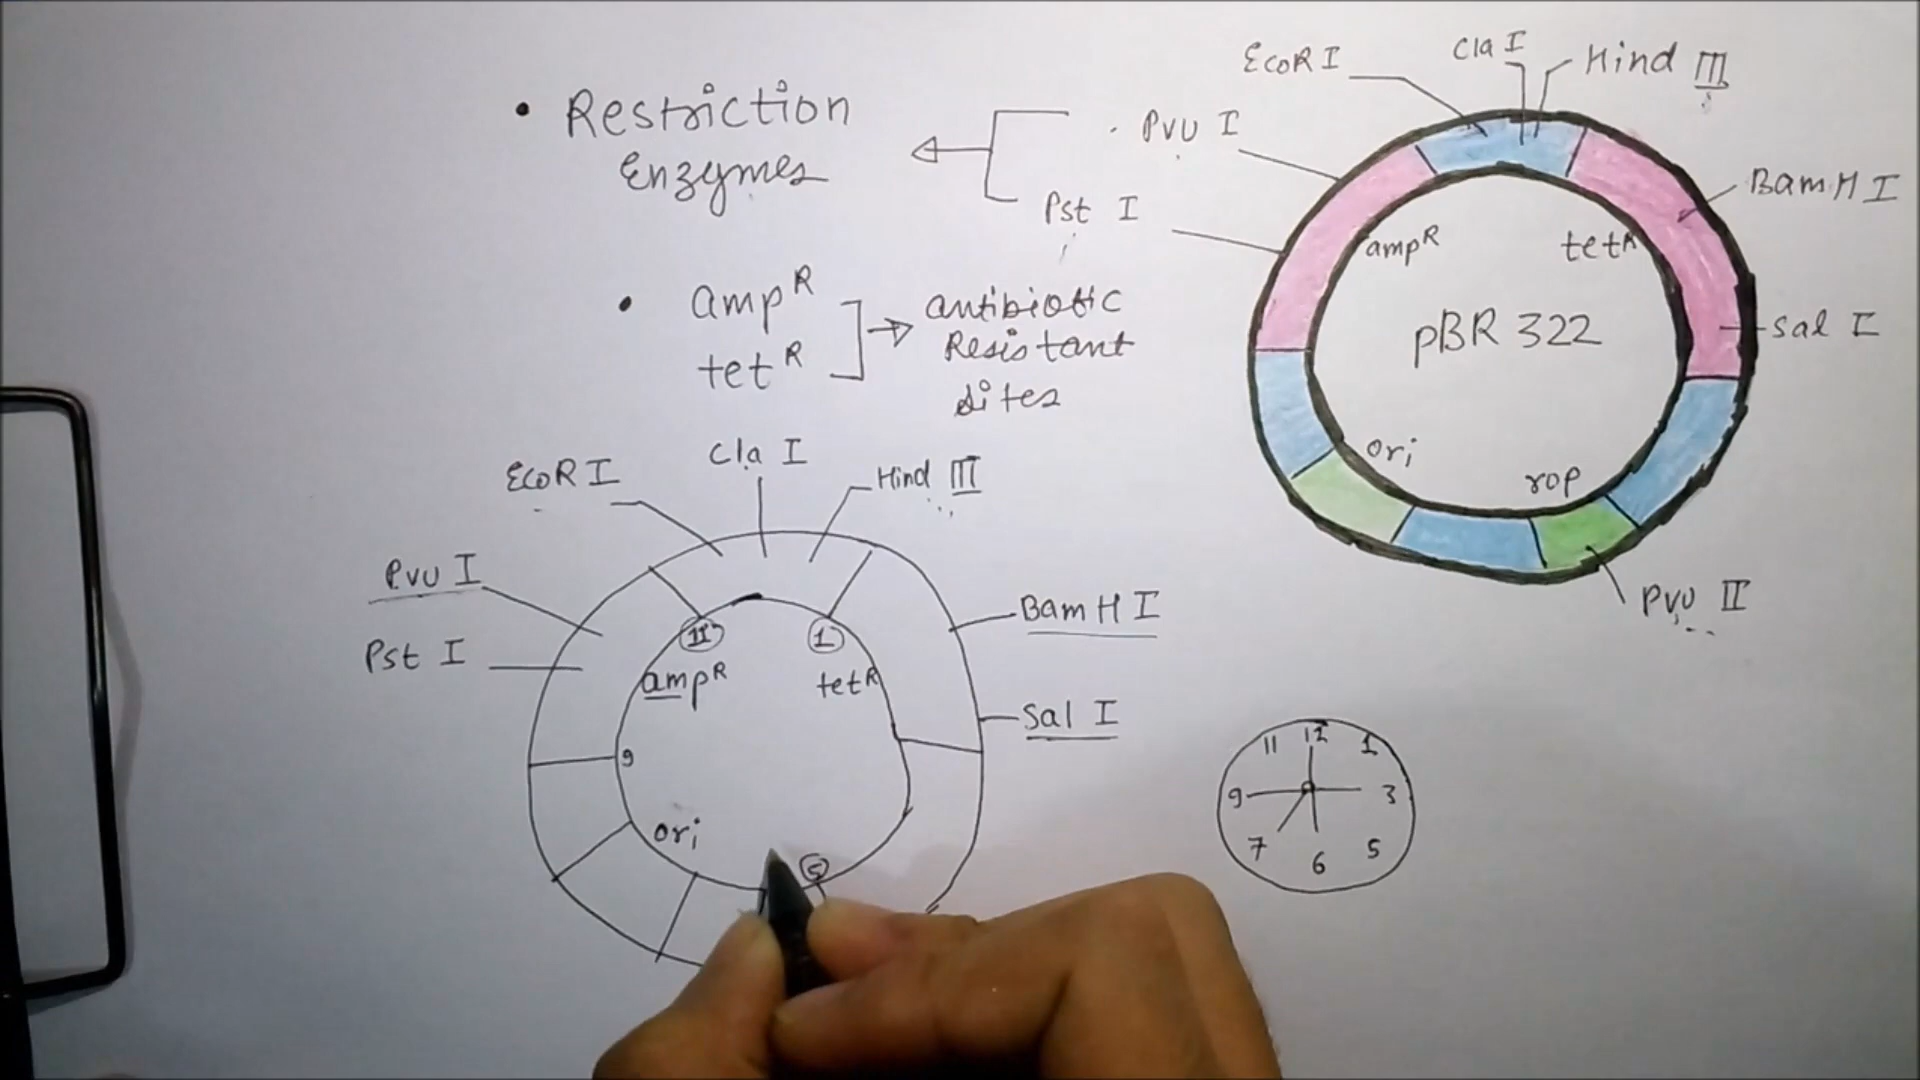 • Restriction
Enzymes
• ampR
tetR
antibiotic
Resistant
sites
EcoR I
Cla I
Hind III
Pvu I
Pst I
BamH I
Sal I
ampR
tetR
pBR 322
ori
rop
Pvu II
EcoR I
Cla I
Hind III
Pvu I
Pst I
BamH I
Sal I
11
1
ampR
tetR
9
ori
5
11 12 1
9 3
7 6 5